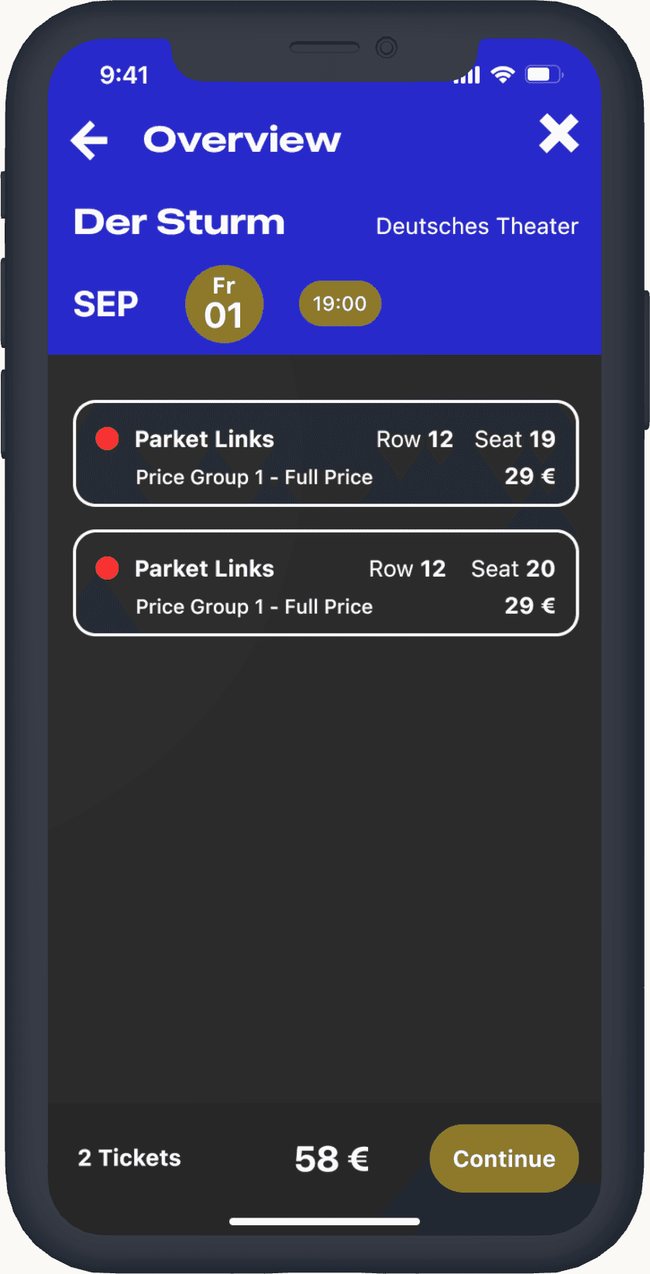 9:41
Overview
Der Sturm Deutsches Theater
SEP Fr 01 19:00
Parket Links Row 12 Seat 19
Price Group 1 - Full Price 29 €
Parket Links Row 12 Seat 20
Price Group 1 - Full Price 29 €
2 Tickets 58 € Continue